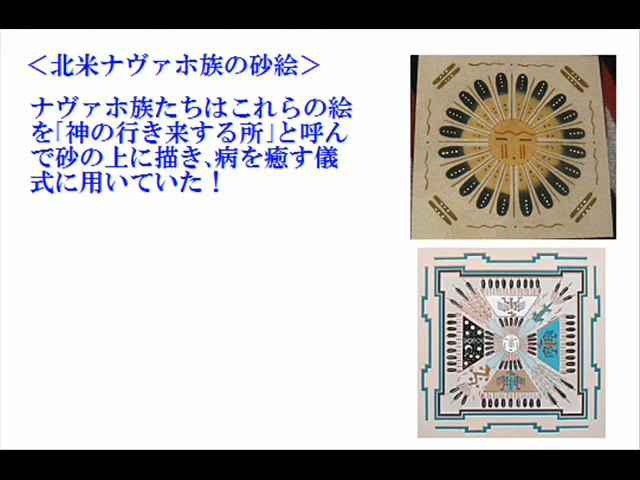 ＜北米ナヴァホ族の砂絵＞
ナヴァホ族たちはこれらの絵
を「神の行き来する所」と呼ん
で砂の上に描き、病を癒す儀
式に用いていた！